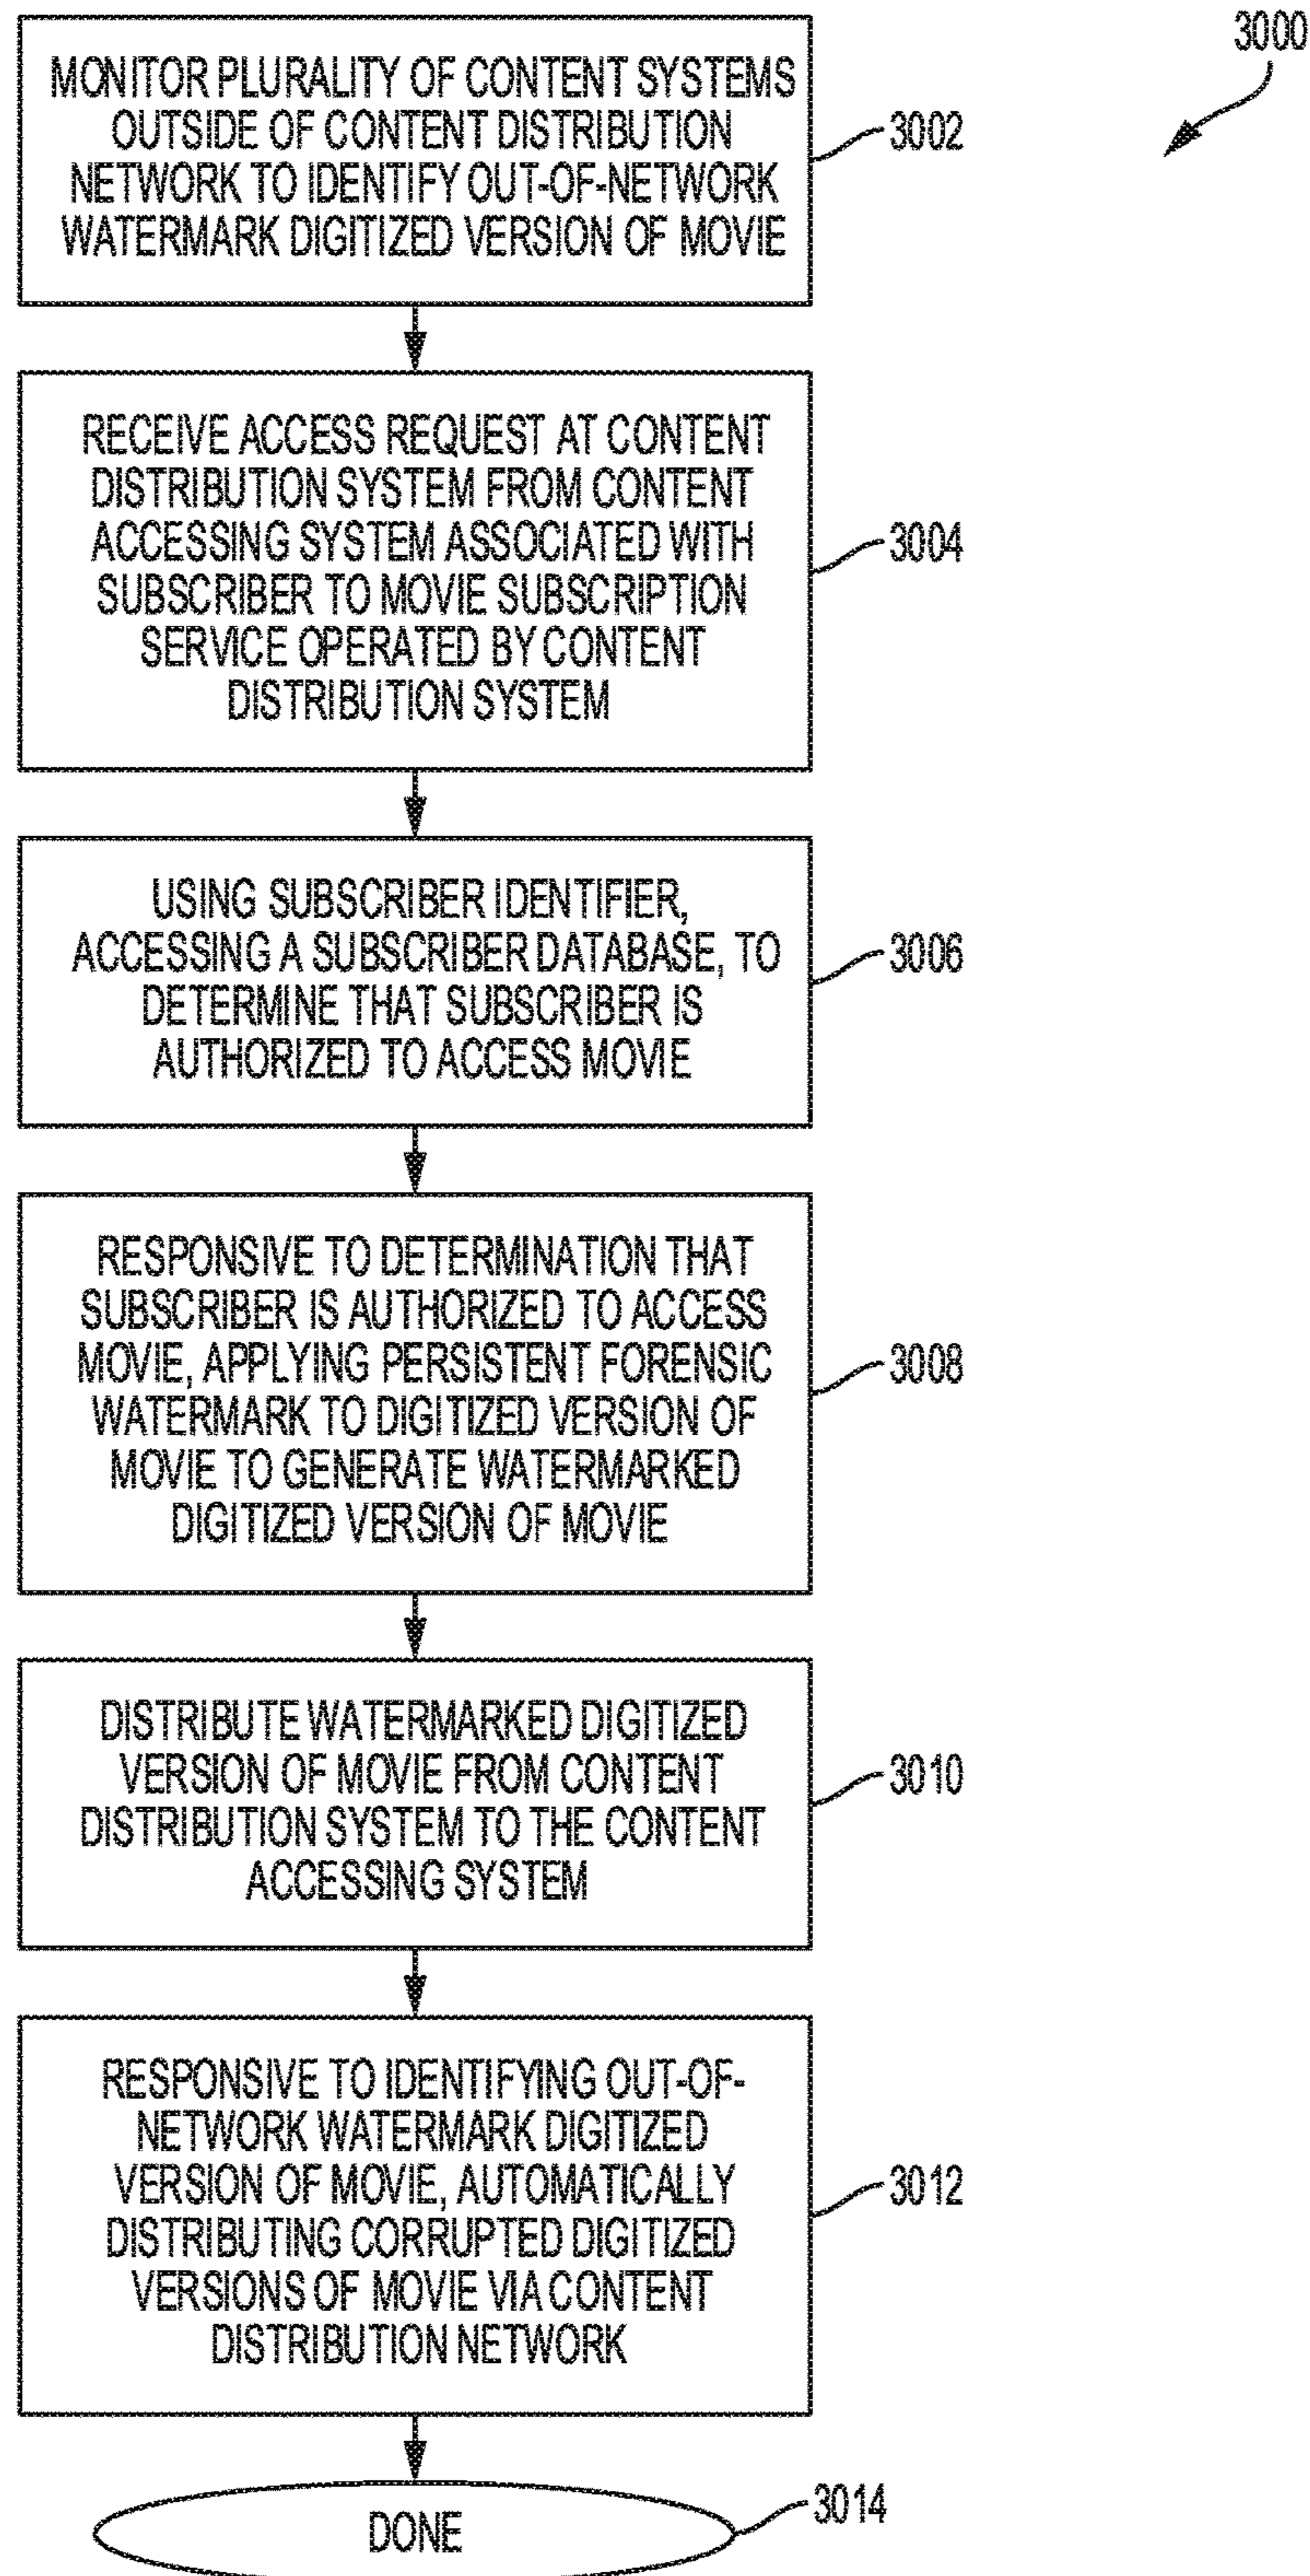 3000
MONITOR PLURALITY OF CONTENT SYSTEMS
OUTSIDE OF CONTENT DISTRIBUTION
NETWORK TO IDENTIFY OUT-OF-NETWORK
WATERMARK DIGITIZED VERSION OF MOVIE
3002
RECEIVE ACCESS REQUEST AT CONTENT
DISTRIBUTION SYSTEM FROM CONTENT
ACCESSING SYSTEM ASSOCIATED WITH
SUBSCRIBER TO MOVIE SUBSCRIPTION
SERVICE OPERATED BY CONTENT
DISTRIBUTION SYSTEM
3004
USING SUBSCRIBER IDENTIFIER,
ACCESSING A SUBSCRIBER DATABASE, TO
DETERMINE THAT SUBSCRIBER IS
AUTHORIZED TO ACCESS MOVIE
3006
RESPONSIVE TO DETERMINATION THAT
SUBSCRIBER IS AUTHORIZED TO ACCESS
MOVIE, APPLYING PERSISTENT FORENSIC
WATERMARK TO DIGITIZED VERSION OF
MOVIE TO GENERATE WATERMARKED
DIGITIZED VERSION OF MOVIE
3008
DISTRIBUTE WATERMARKED DIGITIZED
VERSION OF MOVIE FROM CONTENT
DISTRIBUTION SYSTEM TO THE CONTENT
ACCESSING SYSTEM
3010
RESPONSIVE TO IDENTIFYING OUT-OF-
NETWORK WATERMARK DIGITIZED
VERSION OF MOVIE, AUTOMATICALLY
DISTRIBUTING CORRUPTED DIGITIZED
VERSIONS OF MOVIE VIA CONTENT
DISTRIBUTION NETWORK
3012
DONE
3014